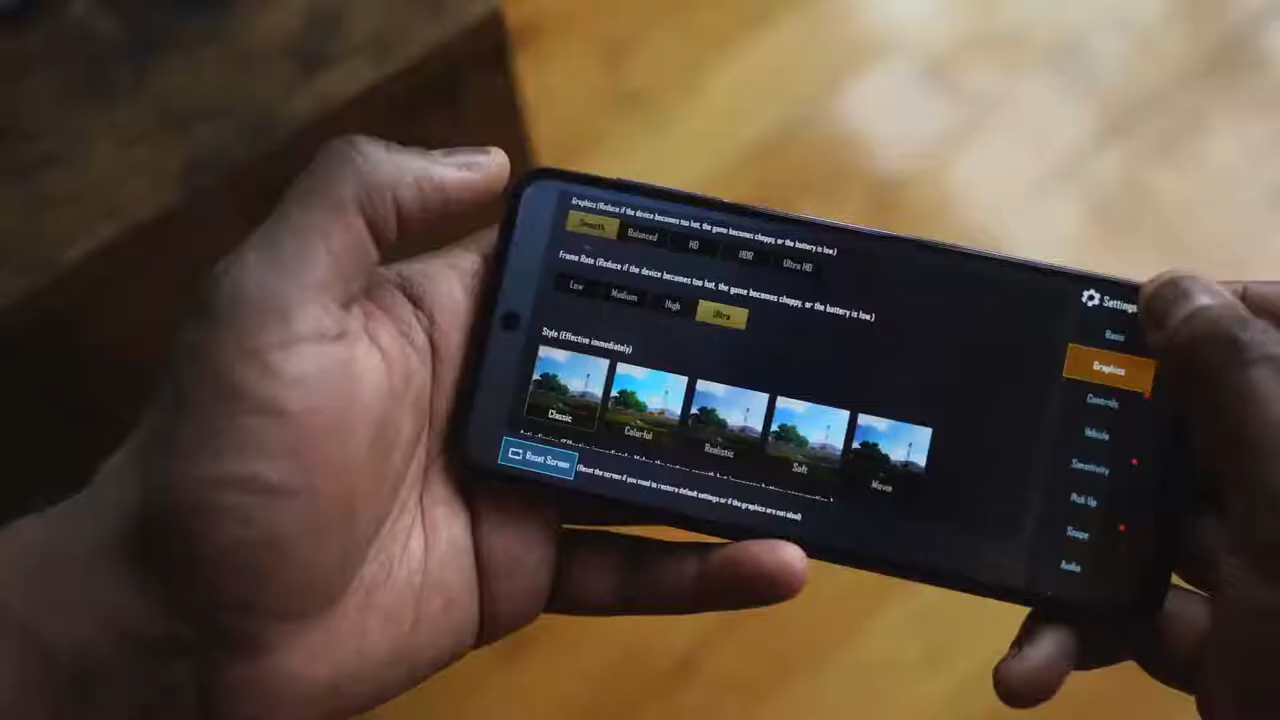 Graphics (Reduce if the device becomes too hot, the game becomes choppy, or the battery is low.)
Smooth Balanced HD HDR Ultra HD
Frame Rate (Reduce if the device becomes too hot, the game becomes choppy, or the battery is low.)
Low Medium High Ultra
Style (Effective immediately)
Classic Colorful Realistic Soft Movie
Reset Screen (Reset the screen if you need to restore default settings or if the graphics are not ideal)
Settings
Basic
Graphics
Controls
Vehicle
Sensitivity
Pick Up
Scope
Audio